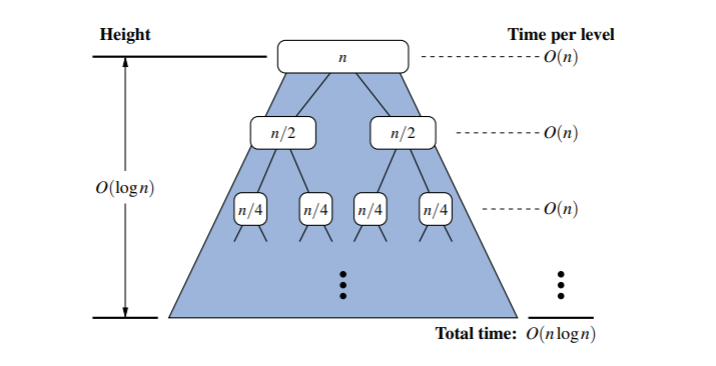 Height
Time per level
n
O(n)
n/2
n/2
O(n)
O(log n)
n/4
n/4
n/4
n/4
O(n)
Total time: O(n log n)